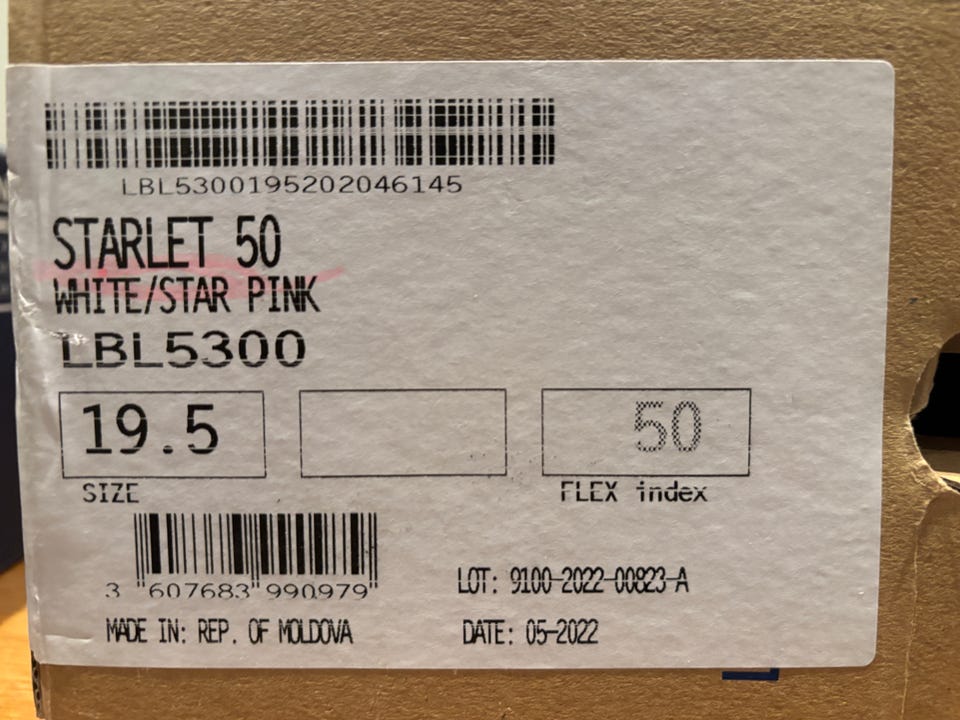 LBL5300195202046145
STARLET 50
WHITE/STAR PINK
LBL5300
19.5
50
SIZE
FLEX index
3 607683 990979
LOT: 9100-2022-00823-A
MADE IN: REP. OF MOLDOVA
DATE: 05-2022